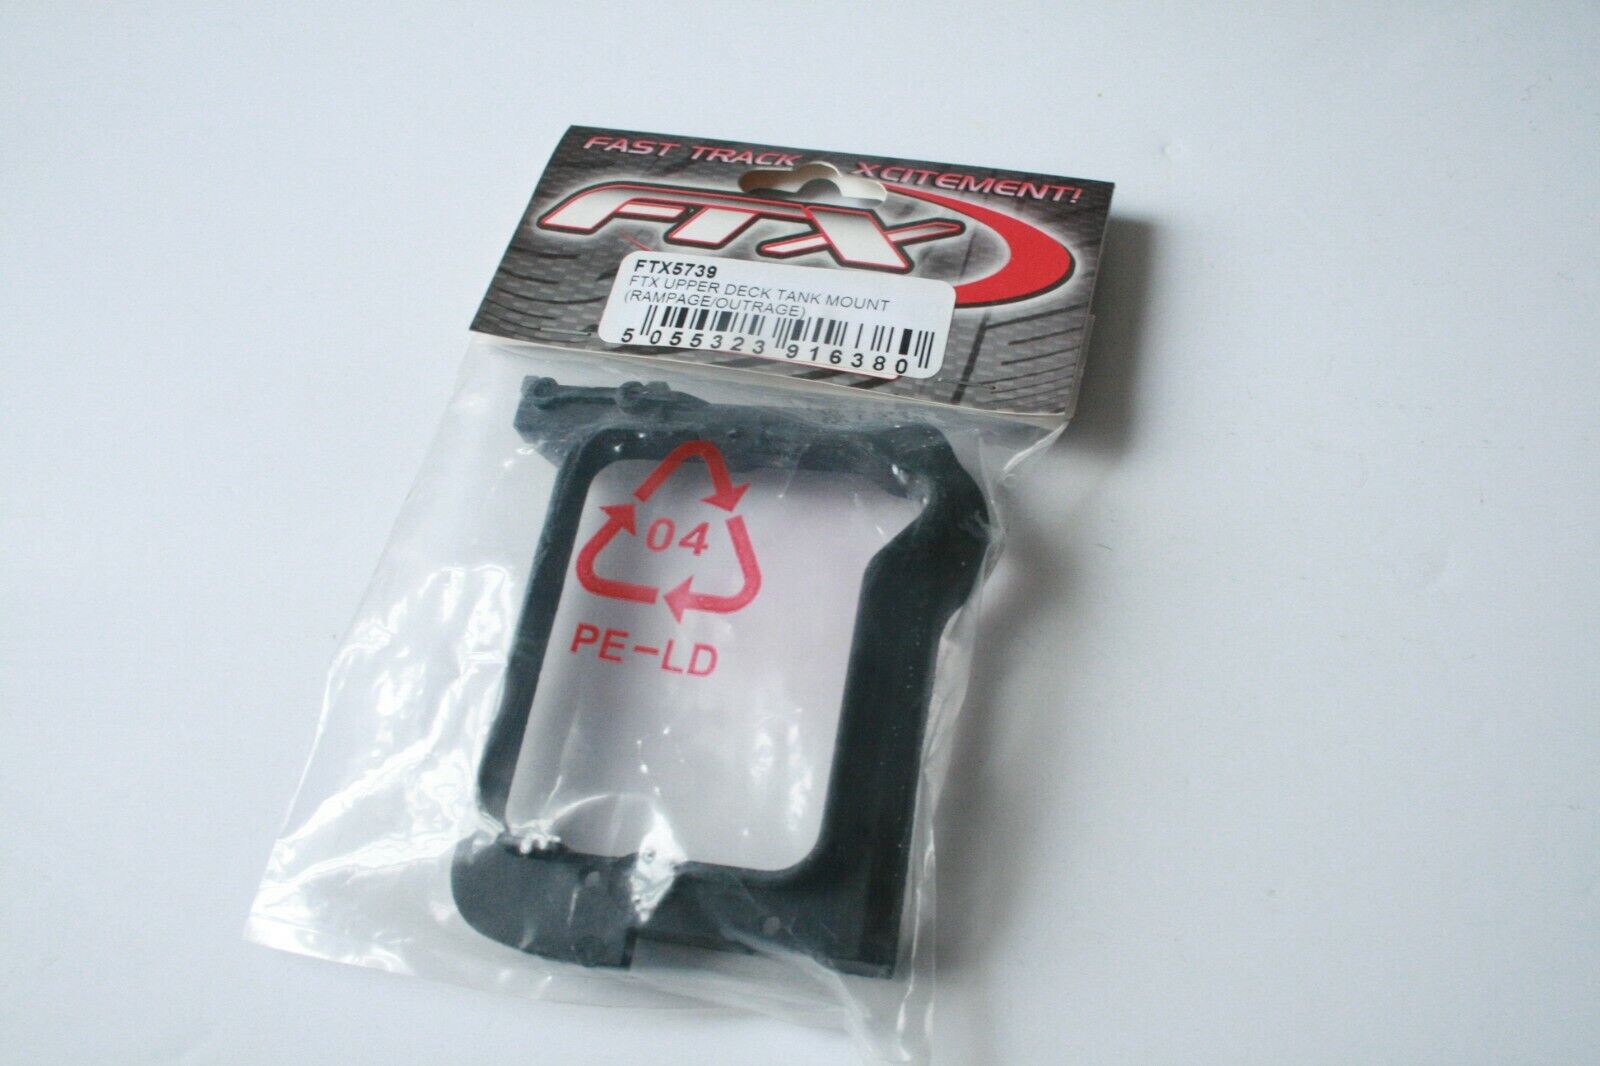 FAST TRACK XCITEMENT!
FTX
FTX5739
FTX UPPER DECK TANK MOUNT
(RAMPAGE/OUTRAGE)
5 055323 916380
04
PE-LD